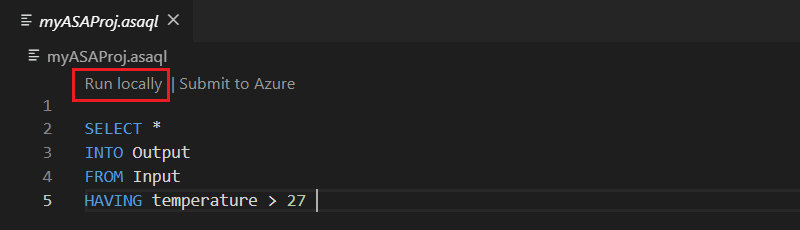 myASAProj.asaql
myASAProj.asaql
Run locally | Submit to Azure
1
2 SELECT *
3 INTO Output
4 FROM Input
5 HAVING temperature > 27